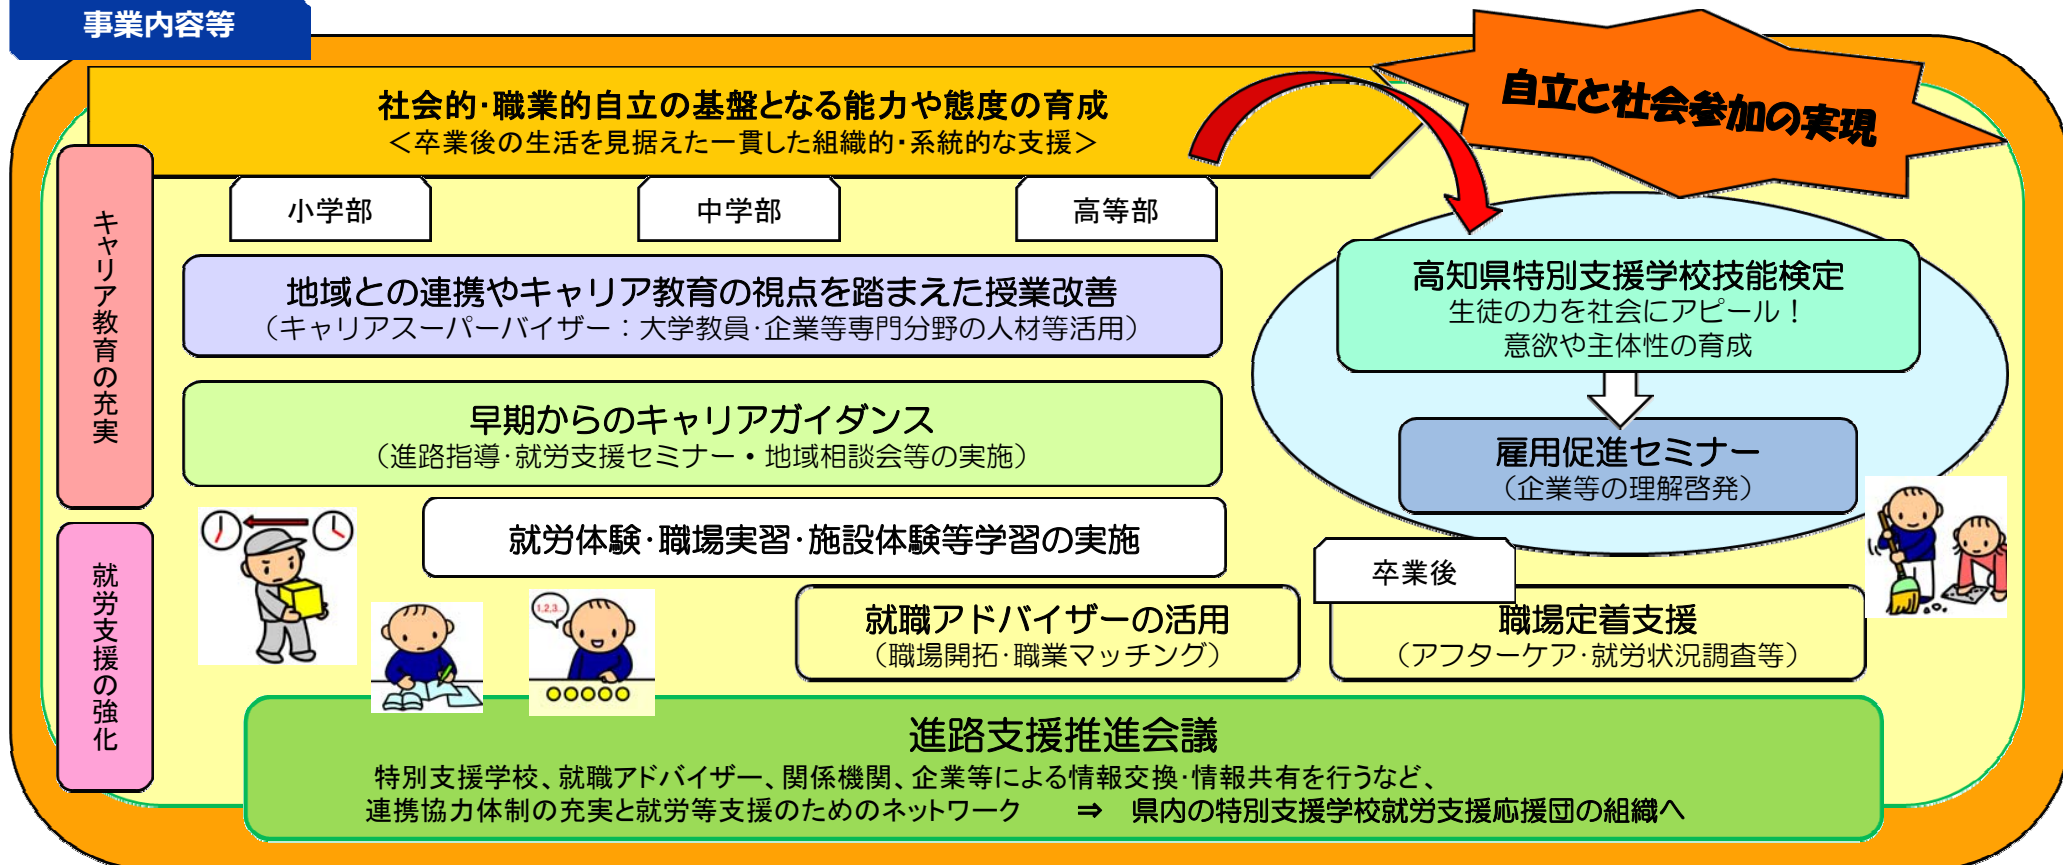 事業内容等
社会的・職業的自立の基盤となる能力や態度の育成
＜卒業後の生活を見据えた一貫した組織的・系統的な支援＞
自立と社会参加の実現
キャリア教育の充実
小学部
中学部
高等部
地域との連携やキャリア教育の視点を踏まえた授業改善
（キャリアスーパーバイザー：大学教員・企業等専門分野の人材等活用）
早期からのキャリアガイダンス
（進路指導・就労支援セミナー・地域相談会等の実施）
高知県特別支援学校技能検定
生徒の力を社会にアピール！
意欲や主体性の育成
雇用促進セミナー
（企業等の理解啓発）
就労支援の強化
就労体験・職場実習・施設体験等学習の実施
1,2,3…
就職アドバイザーの活用
（職場開拓・職業マッチング）
卒業後
職場定着支援
（アフターケア・就労状況調査等）
進路支援推進会議
特別支援学校、就職アドバイザー、関係機関、企業等による情報交換・情報共有を行うなど、
連携協力体制の充実と就労等支援のためのネットワーク　⇒　県内の特別支援学校就労支援応援団の組織へ